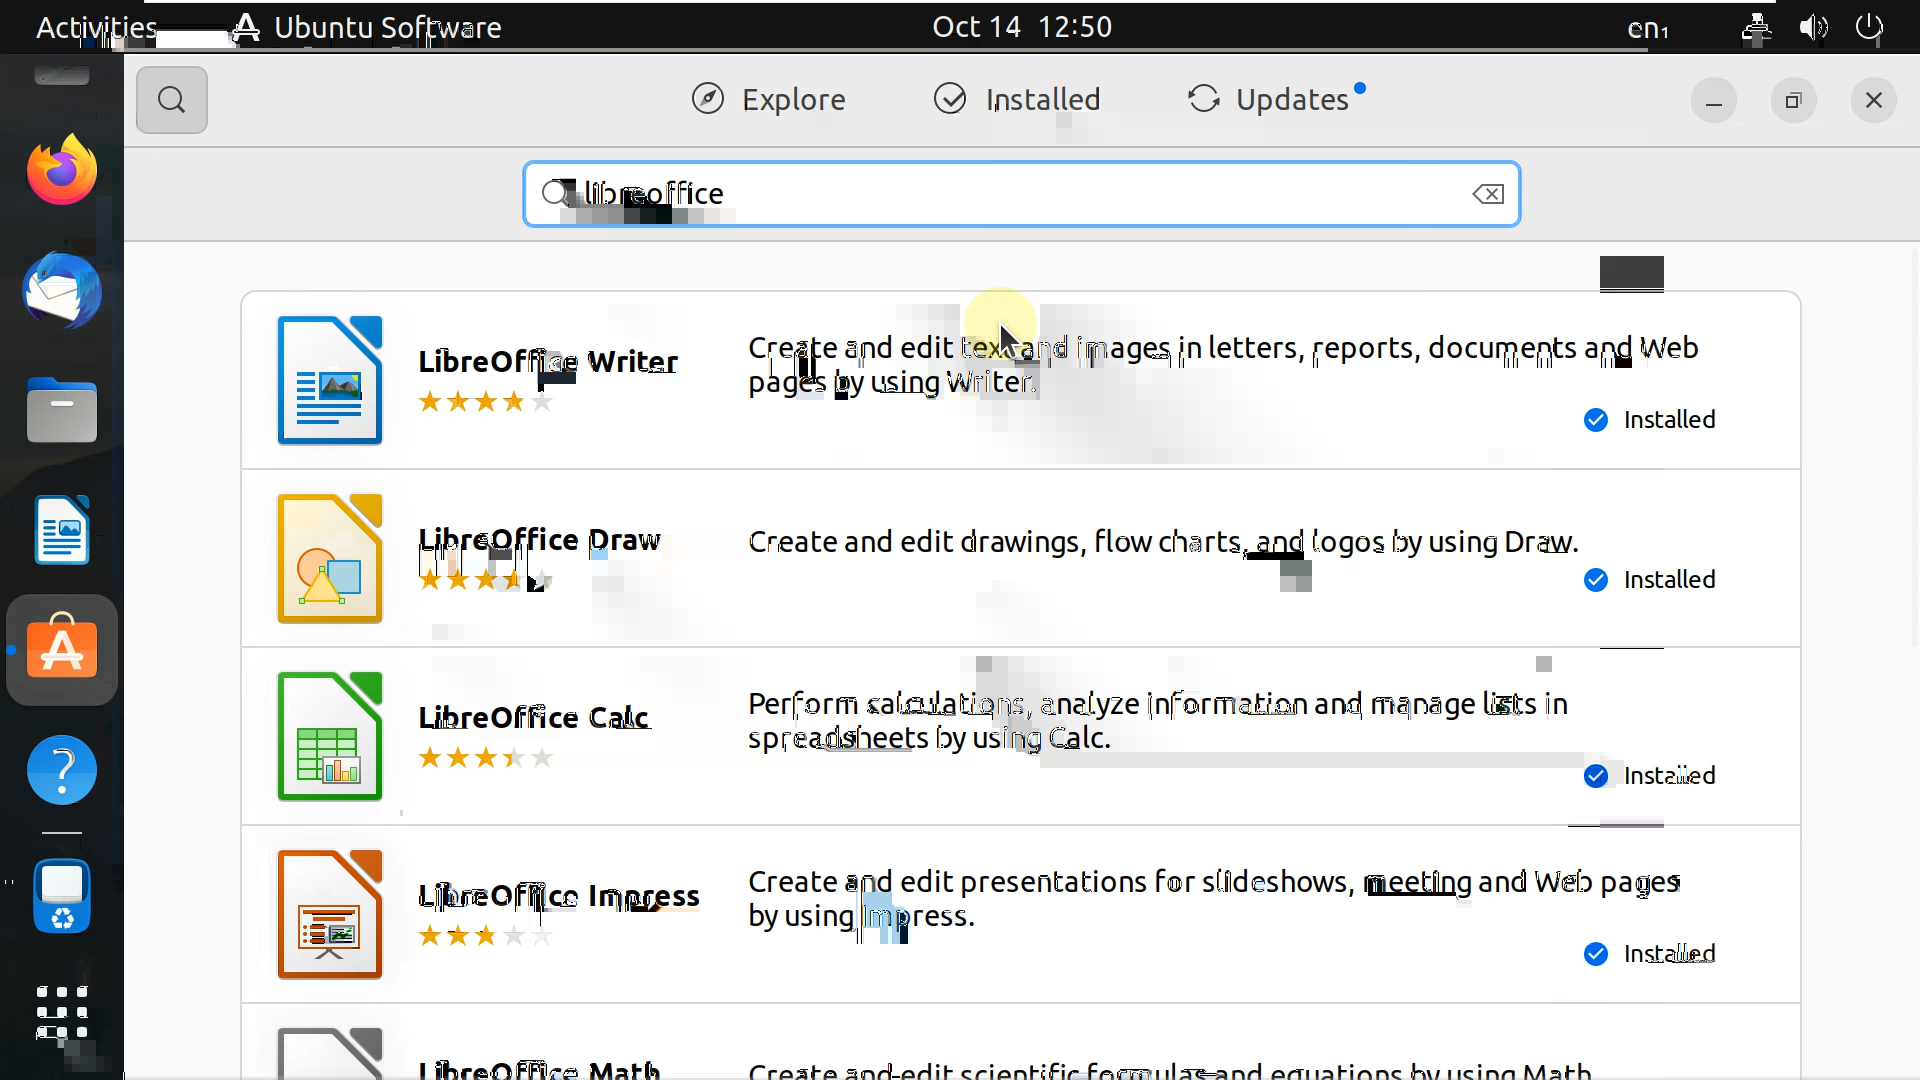 Activities Ubuntu Software Oct 14 12:50 en₁
Explore Installed Updates
libreoffice
LibreOffice Writer
Create and edit text and images in letters, reports, documents and Web
pages by using Writer.
Installed
LibreOffice Draw
Create and edit drawings, flow charts, and logos by using Draw.
Installed
LibreOffice Calc
Perform calculations, analyze information and manage lists in
spreadsheets by using Calc.
Installed
LibreOffice Impress
Create and edit presentations for slideshows, meeting and Web pages
by using Impress.
Installed
LibreOffice Math
Create and edit scientific formulas and equations by using Math.